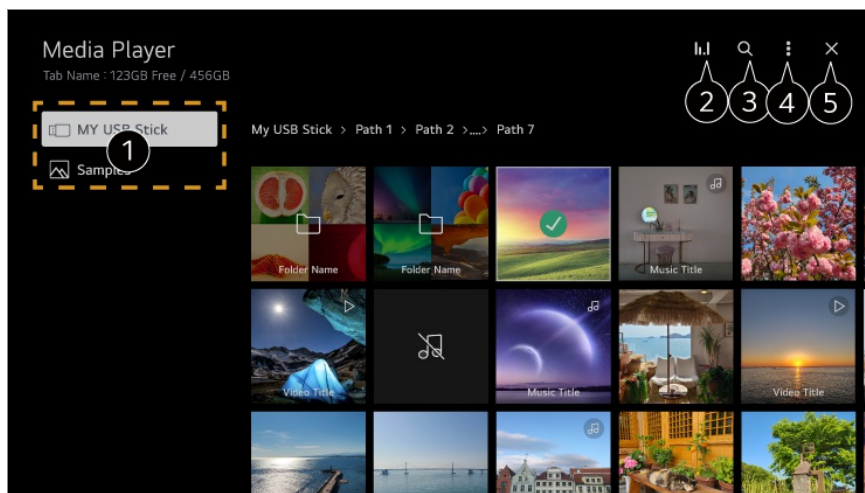 Media Player
Tab Name : 123GB Free / 456GB
2
3
4
5
MY USB Stick
1
Samples
My USB Stick > Path 1 > Path 2 >....> Path 7
Folder Name
Folder Name
Music Title
Video Title
Music Title
Video Title